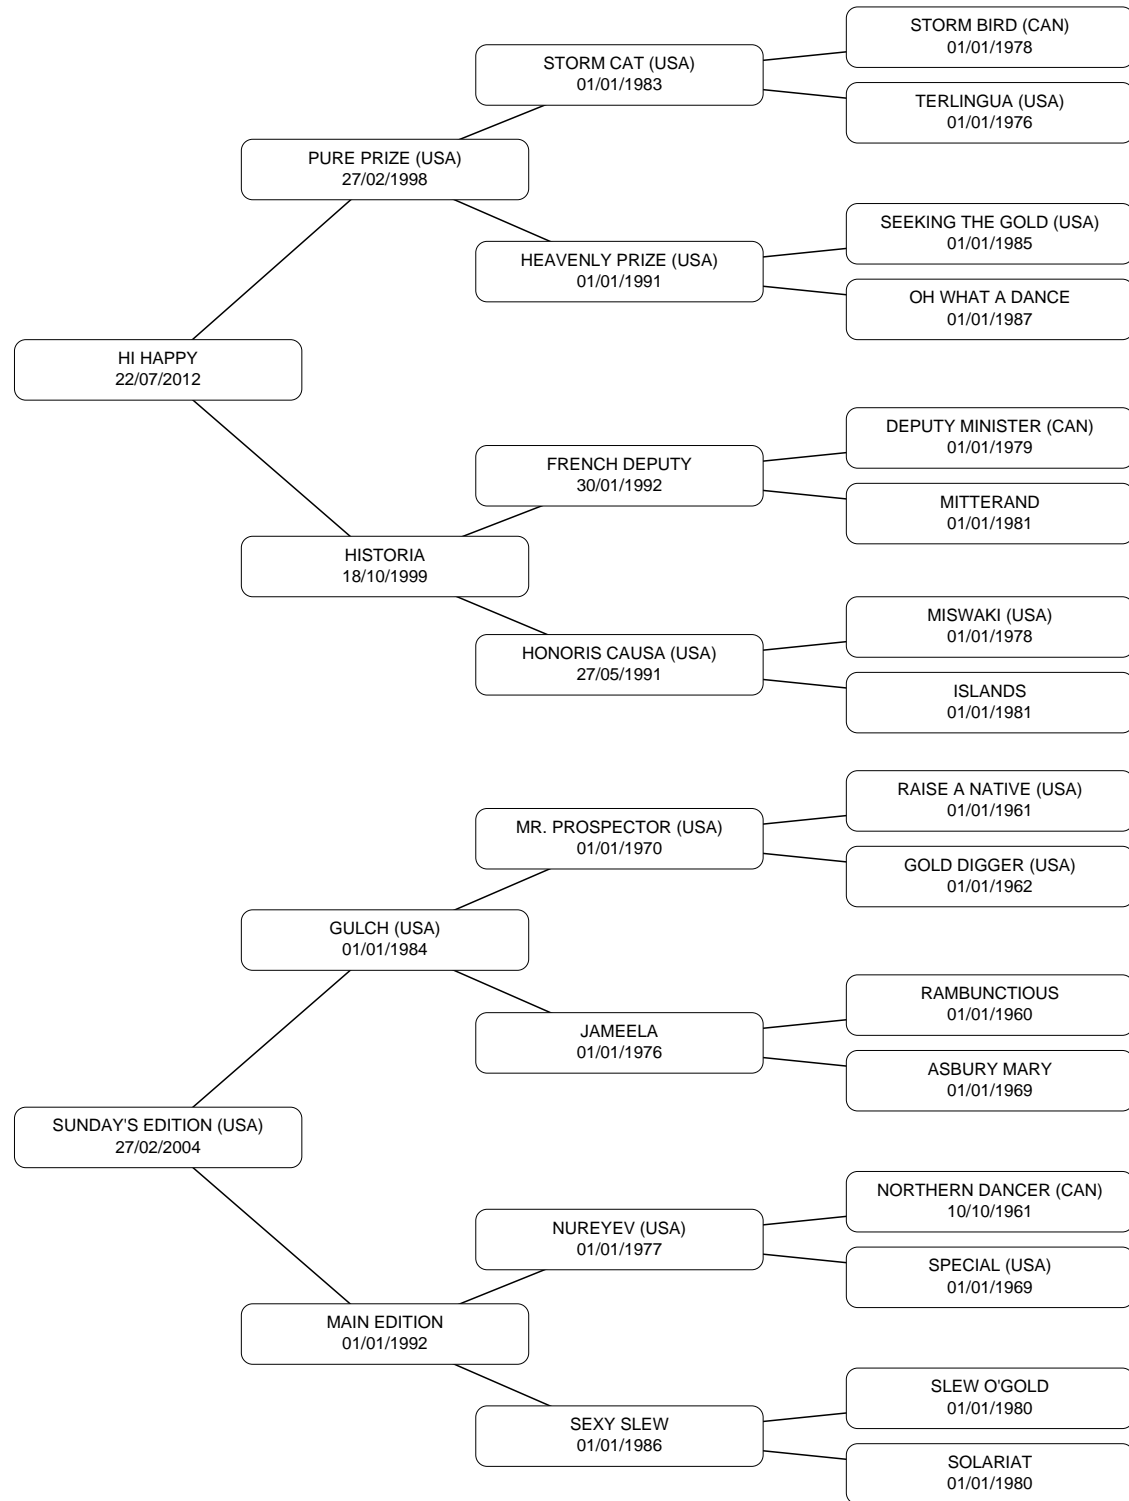 STORM BIRD (CAN)
01/01/1978
STORM CAT (USA)
01/01/1983
TERLINGUA (USA)
01/01/1976
PURE PRIZE (USA)
27/02/1998
SEEKING THE GOLD (USA)
01/01/1985
HEAVENLY PRIZE (USA)
01/01/1991
OH WHAT A DANCE
01/01/1987
HI HAPPY
22/07/2012
DEPUTY MINISTER (CAN)
01/01/1979
FRENCH DEPUTY
30/01/1992
MITTERAND
01/01/1981
HISTORIA
18/10/1999
MISWAKI (USA)
01/01/1978
HONORIS CAUSA (USA)
27/05/1991
ISLANDS
01/01/1981
RAISE A NATIVE (USA)
01/01/1961
MR. PROSPECTOR (USA)
01/01/1970
GOLD DIGGER (USA)
01/01/1962
GULCH (USA)
01/01/1984
RAMBUNCTIOUS
01/01/1960
JAMEELA
01/01/1976
ASBURY MARY
01/01/1969
SUNDAY'S EDITION (USA)
27/02/2004
NORTHERN DANCER (CAN)
10/10/1961
NUREYEV (USA)
01/01/1977
SPECIAL (USA)
01/01/1969
MAIN EDITION
01/01/1992
SLEW O'GOLD
01/01/1980
SEXY SLEW
01/01/1986
SOLARIAT
01/01/1980